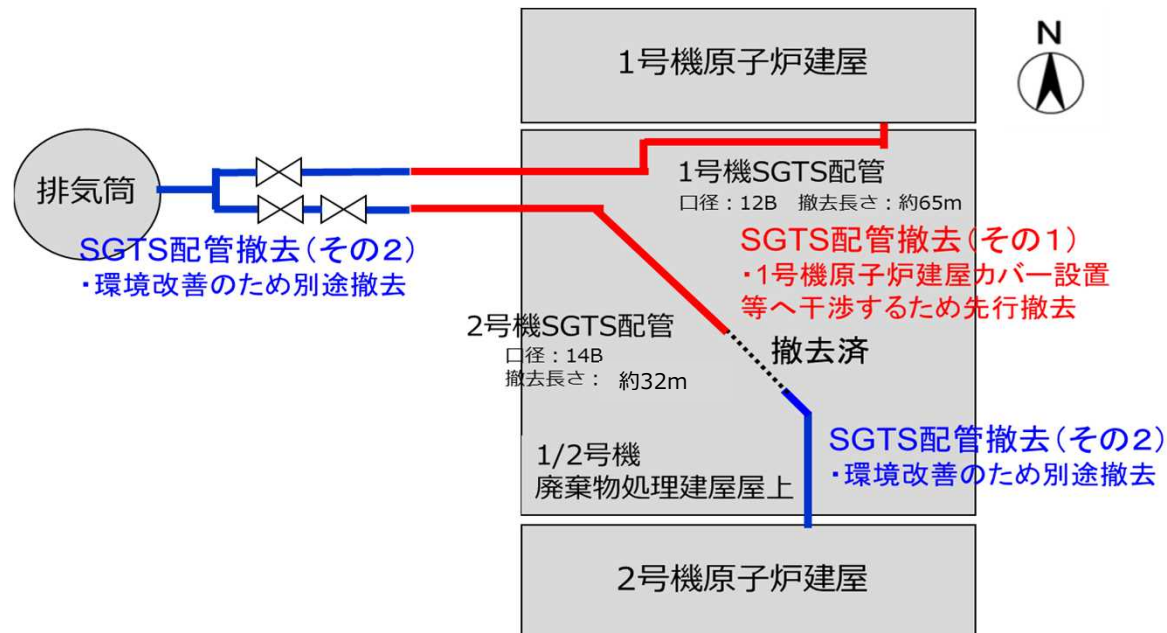 1号機原子炉建屋
N
排気筒
1号機SGTS配管
口径：12B 撤去長さ：約65m
SGTS配管撤去(その2)
・環境改善のため別途撤去
SGTS配管撤去(その1)
・1号機原子炉建屋カバー設置
等へ干渉するため先行撤去
2号機SGTS配管
口径：14B
撤去長さ： 約32m
撤去済
SGTS配管撤去(その2)
・環境改善のため別途撤去
1/2号機
廃棄物処理建屋屋上
2号機原子炉建屋